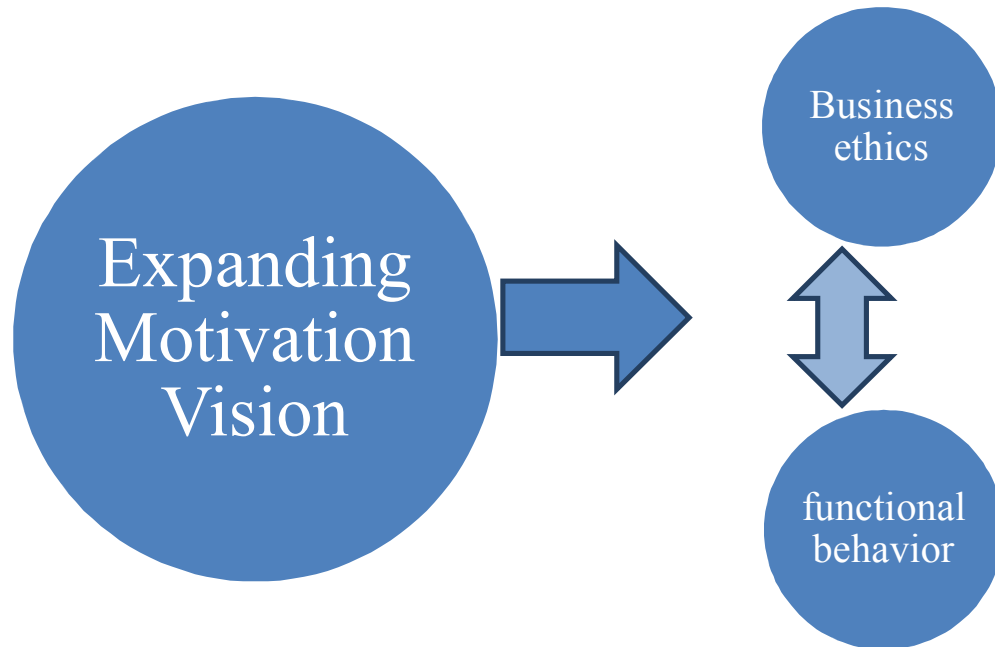 Expanding
Motivation
Vision
Business
ethics
functional
behavior